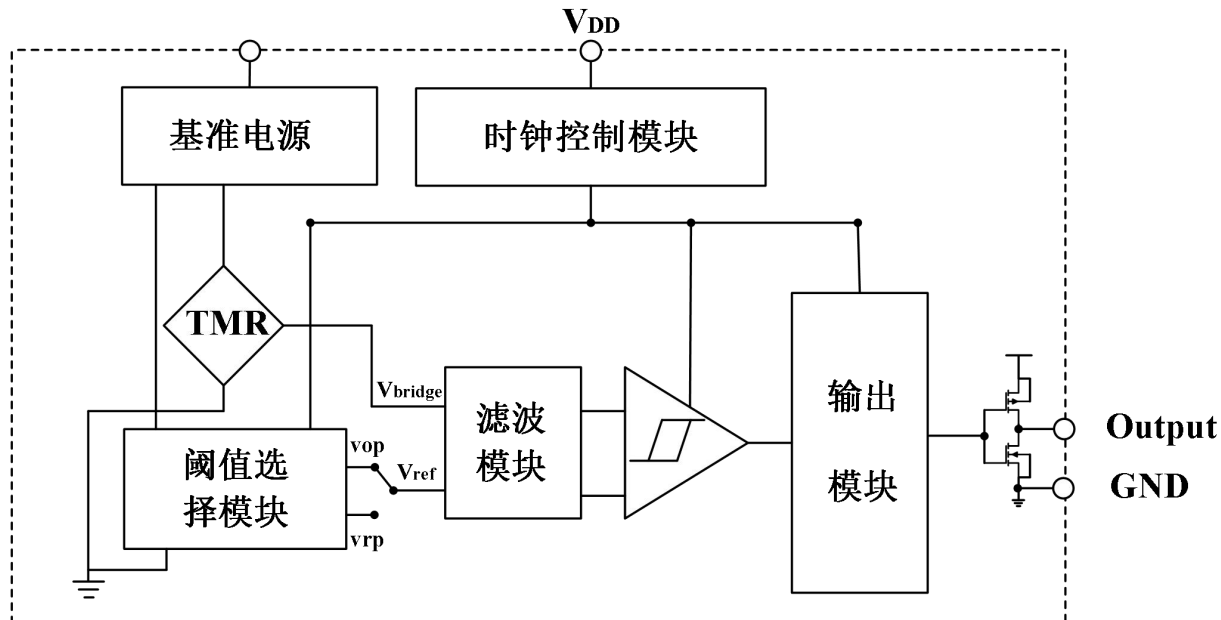 VDD
基准电源
时钟控制模块
TMR
Vbridge
滤波
模块
输出
模块
阈值选
择模块
vop
Vref
vrp
Output
GND